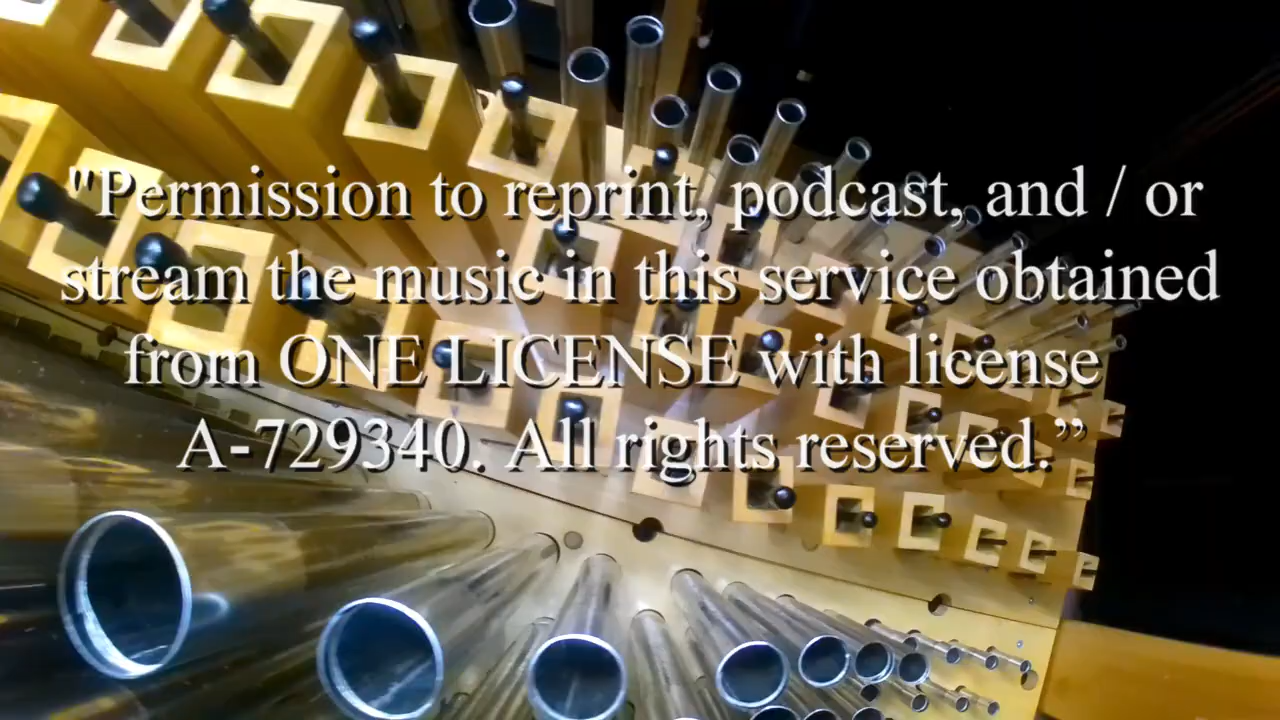 "Permission to reprint, podcast, and / or
stream the music in this service obtained
from ONE LICENSE with license
A-729340. All rights reserved.”